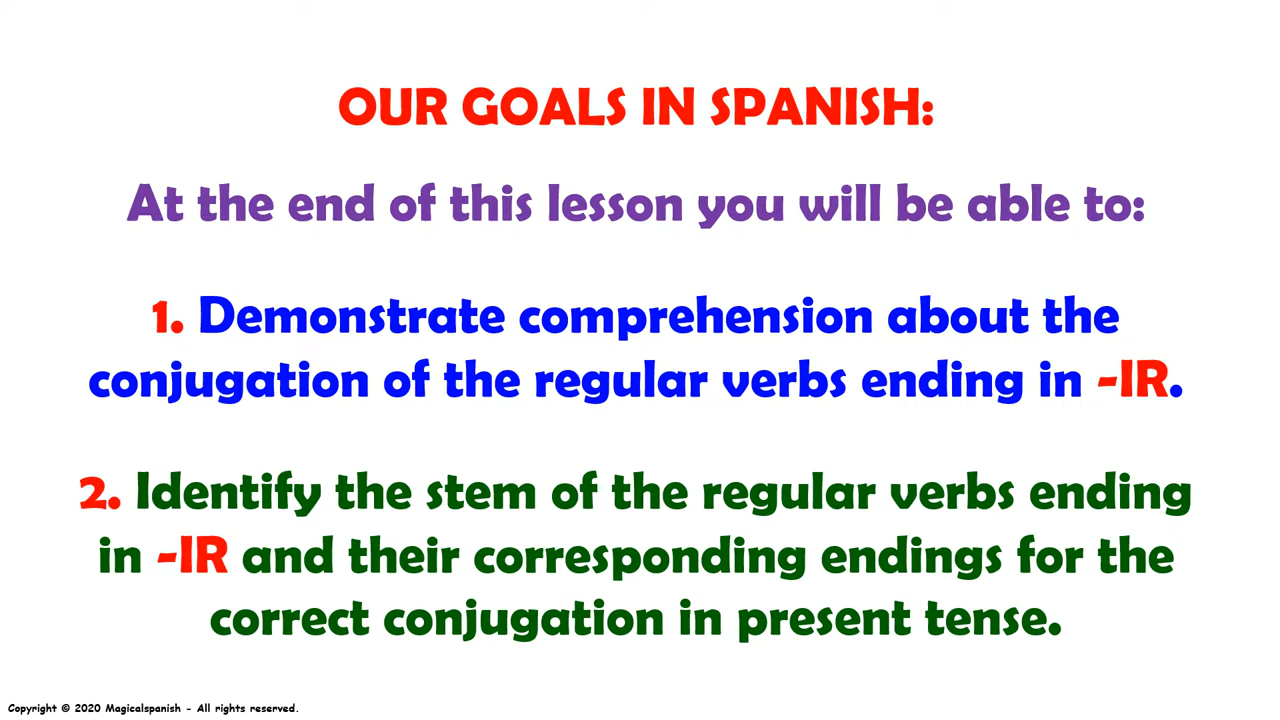 OUR GOALS IN SPANISH:
At the end of this lesson you will be able to:
1. Demonstrate comprehension about the
conjugation of the regular verbs ending in -IR.
2. Identify the stem of the regular verbs ending
in -IR and their corresponding endings for the
correct conjugation in present tense.
Copyright © 2020 Magicalspanish - All rights reserved.